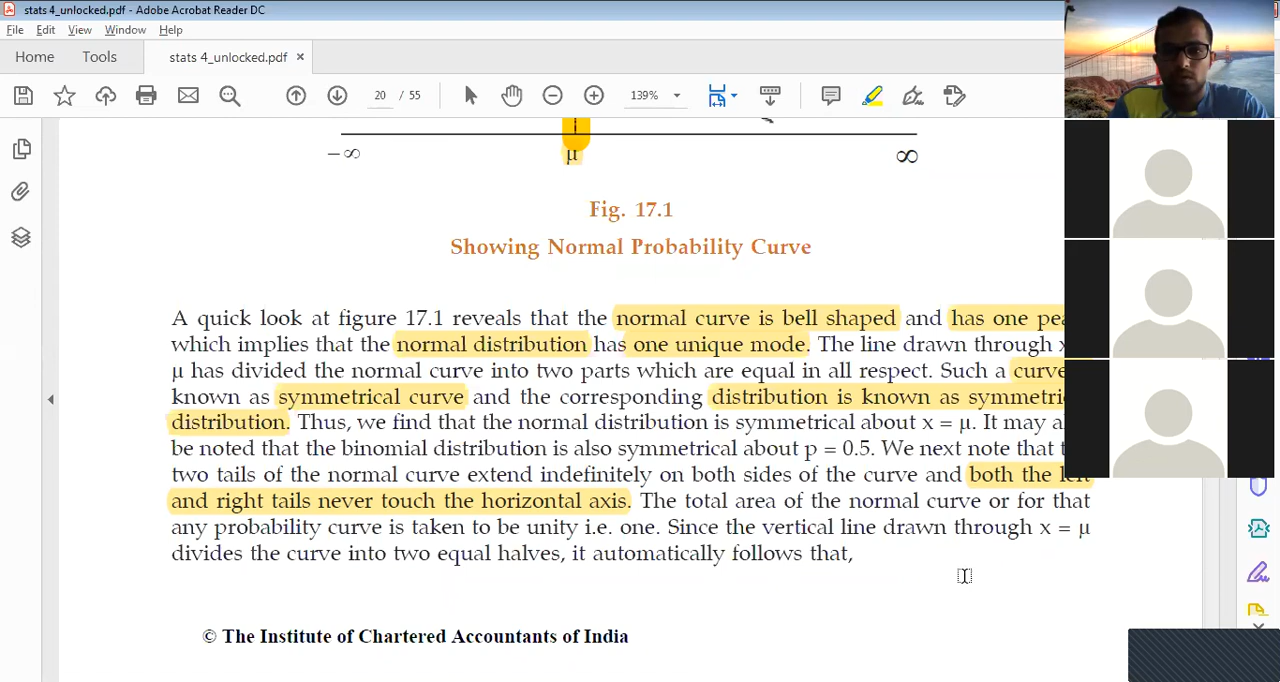 stats 4_unlocked.pdf - Adobe Acrobat Reader DC
File Edit View Window Help
Home Tools stats 4_unlocked.pdf ×
20 / 55 139%
− ∞ μ ∞
Fig. 17.1
Showing Normal Probability Curve
A quick look at figure 17.1 reveals that the normal curve is bell shaped and has one
which implies that the normal distribution has one unique mode. The line drawn through
μ has divided the normal curve into two parts which are equal in all respect. Such a curve
known as symmetrical curve and the corresponding distribution is known as
distribution. Thus, we find that the normal distribution is symmetrical about x = μ. It may
be noted that the binomial distribution is also symmetrical about p = 0.5. We next note that
two tails of the normal curve extend indefinitely on both sides of the curve and both the left
and right tails never touch the horizontal axis. The total area of the normal curve or for that
any probability curve is taken to be unity i.e. one. Since the vertical line drawn through x = μ
divides the curve into two equal halves, it automatically follows that,
© The Institute of Chartered Accountants of India